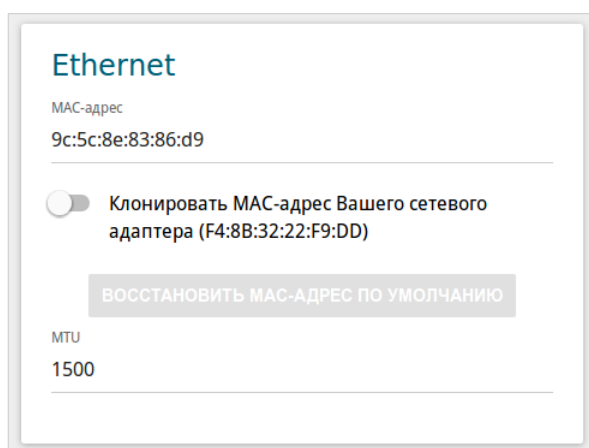 Ethernet
MAC-адрес
9c:5c:8e:83:86:d9
Клонировать MAC-адрес Вашего сетевого
адаптера (F4:8B:32:22:F9:DD)
ВОССТАНОВИТЬ MAC-АДРЕС ПО УМОЛЧАНИЮ
MTU
1500